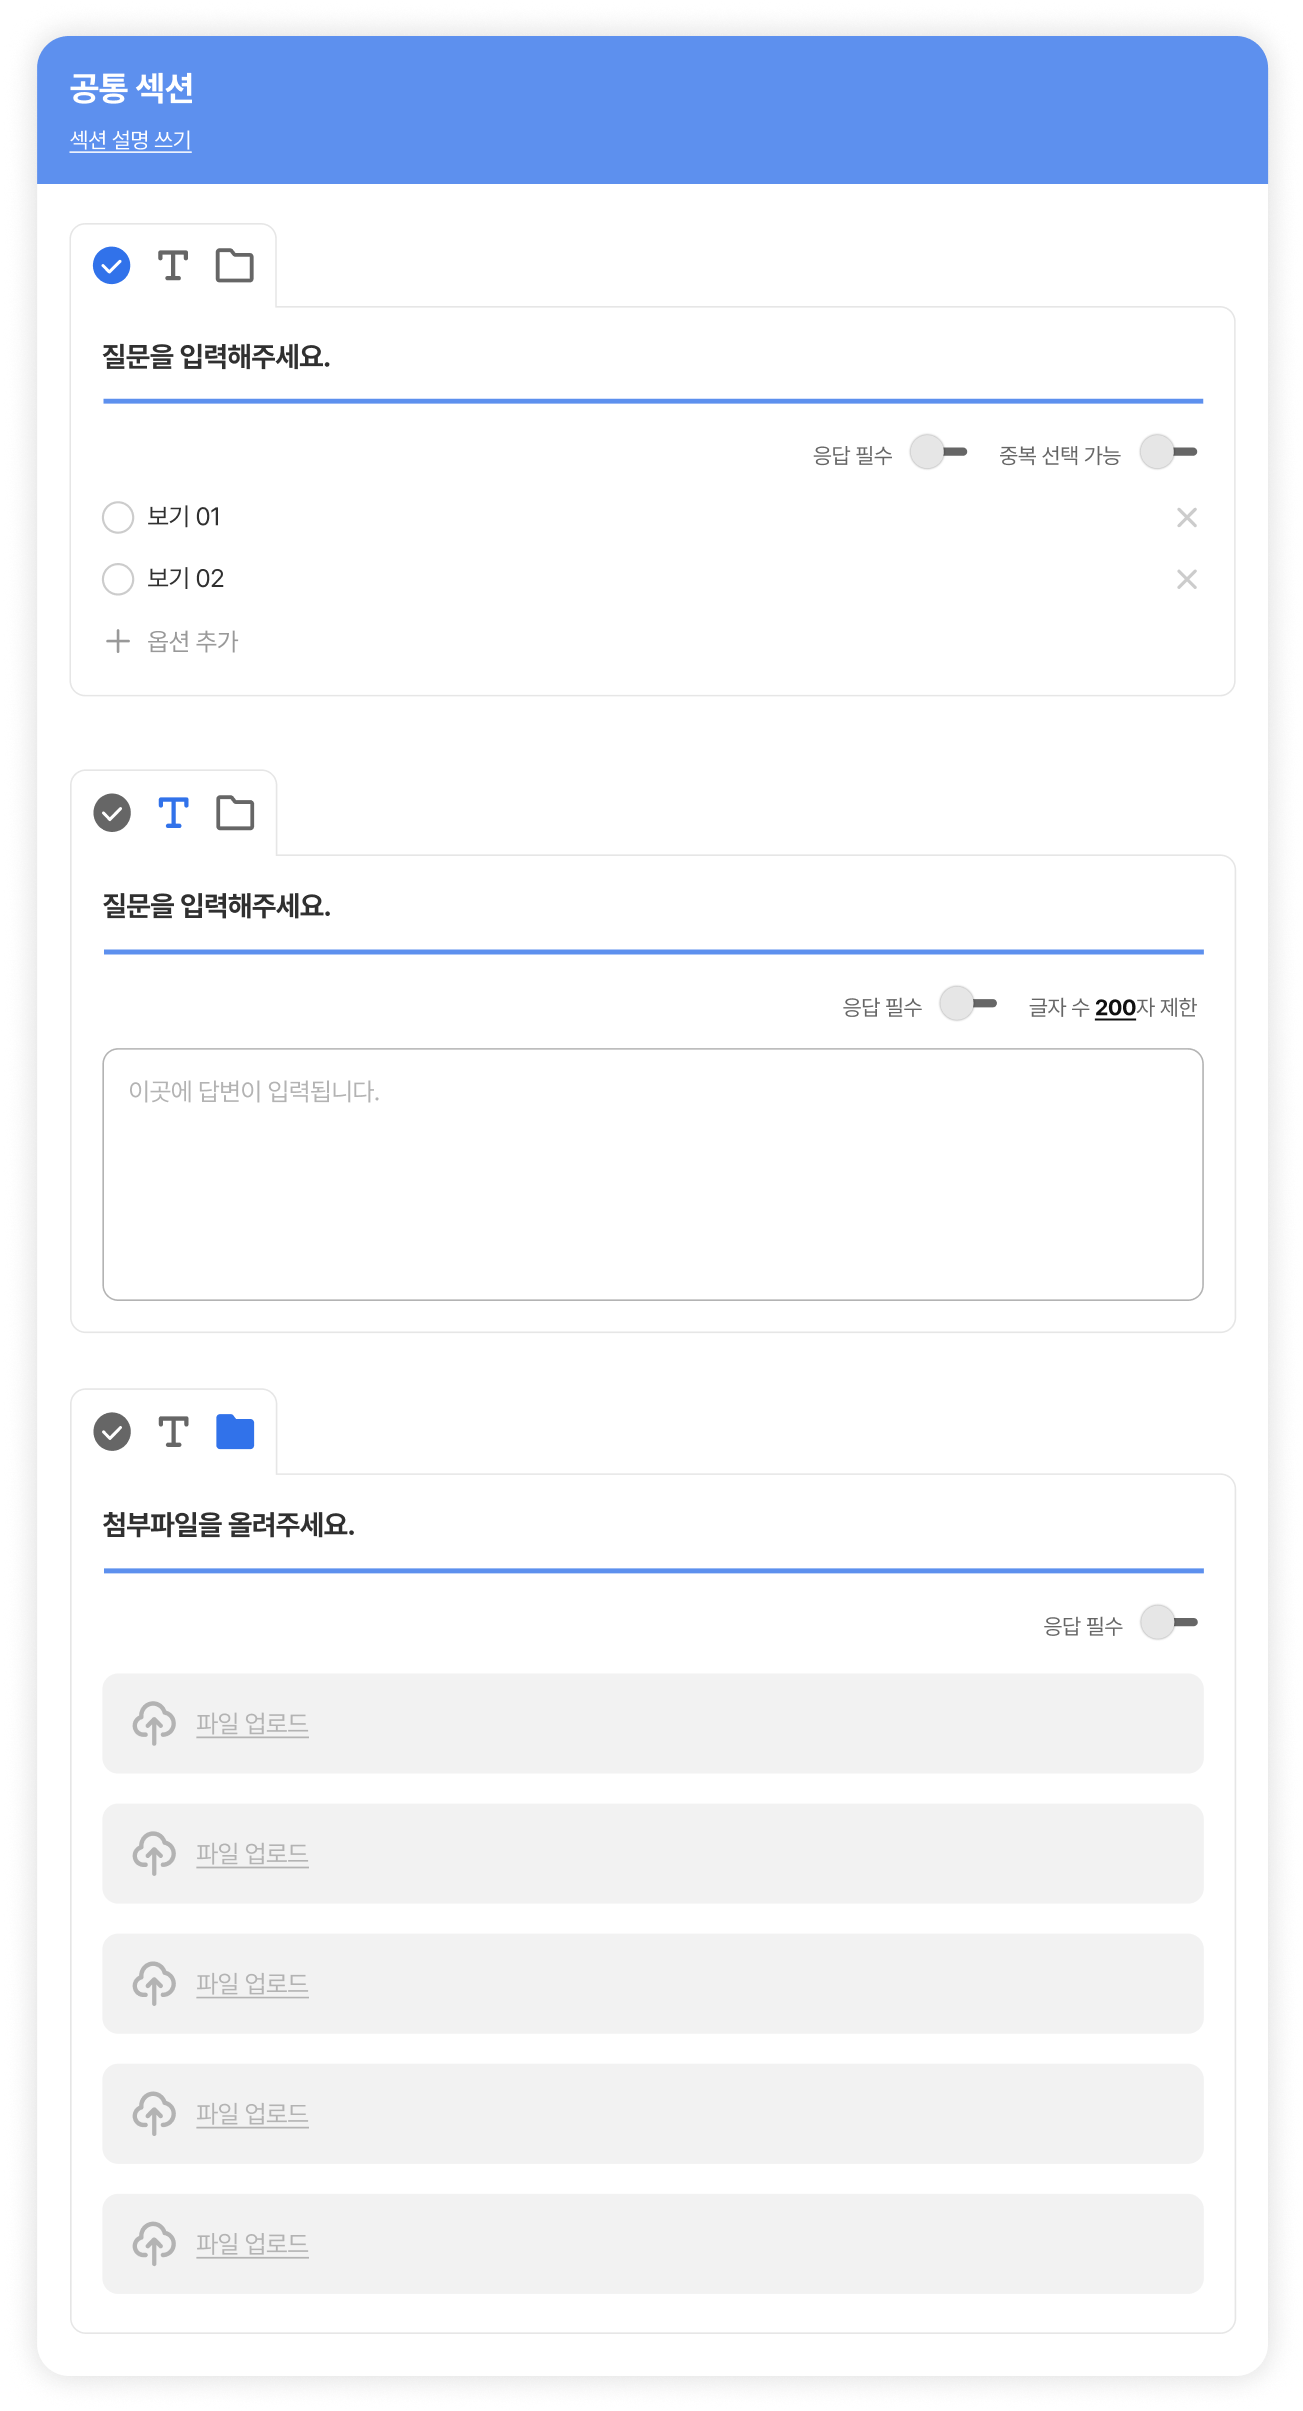 공통 섹션
섹션 설명 쓰기
질문을 입력해주세요.
응답 필수 중복 선택 가능
보기 01
보기 02
옵션 추가
질문을 입력해주세요.
응답 필수 글자 수 200자 제한
이곳에 답변이 입력됩니다.
첨부파일을 올려주세요.
응답 필수
파일 업로드
파일 업로드
파일 업로드
파일 업로드
파일 업로드